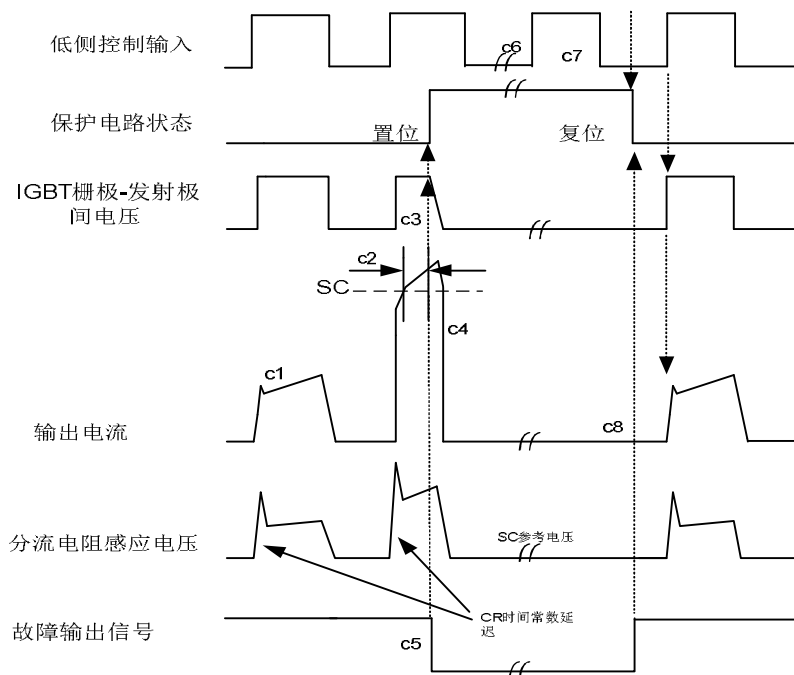 低侧控制输入
c6
c7
保护电路状态
置位
复位
IGBT栅极-发射极
间电压
c3
c2
SC
c4
c1
输出电流
c8
分流电阻感应电压
SC参考电压
CR时间常数延
迟
故障输出信号
c5